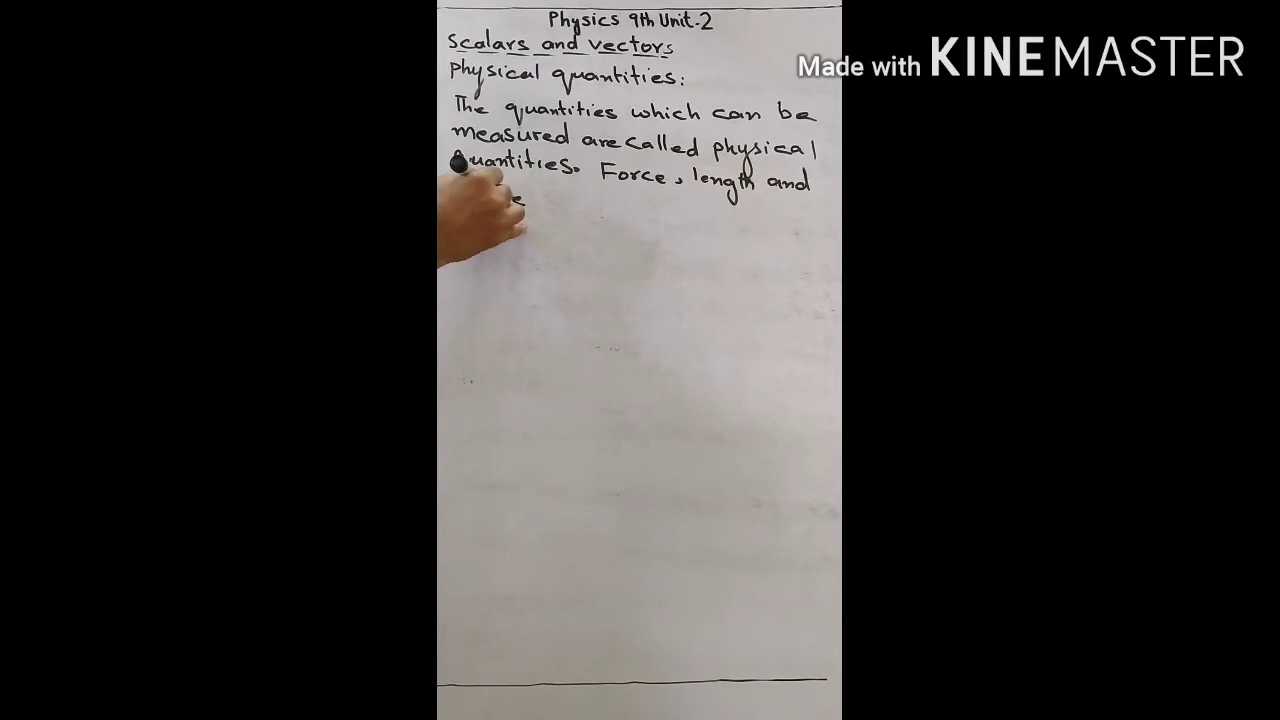 Physics 9th Unit-2
Scalars and vectors
Physical quantities:
The quantities which can be
measured are called physical
quantities. Force, length and
Made with KINEMASTER